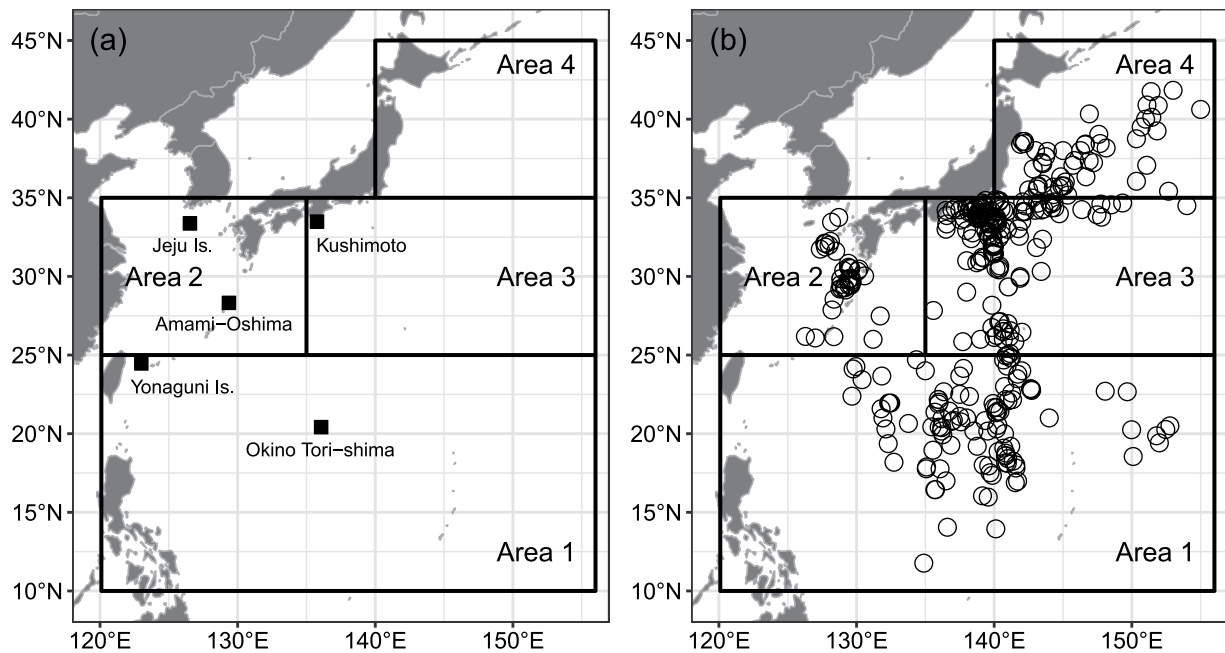 (a)
45°N
40°N
35°N
30°N
25°N
20°N
15°N
10°N
Area 4
Jeju Is.
Kushimoto
Area 2
Area 3
Amami−Oshima
Yonaguni Is.
Okino Tori−shima
Area 1
120°E 130°E 140°E 150°E
(b)
45°N
40°N
35°N
30°N
25°N
20°N
15°N
10°N
Area 4
Area 2
Area 3
Area 1
120°E 130°E 140°E 150°E